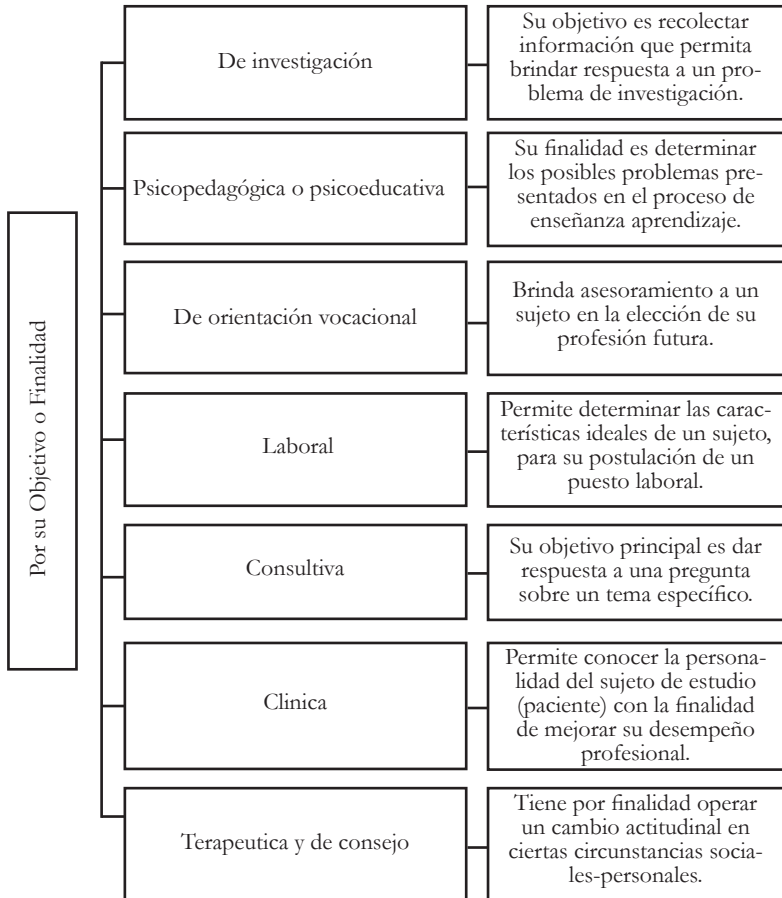 Por su Objetivo o Finalidad
De investigación
Su objetivo es recolectar
información que permita
brindar respuesta a un pro-
blema de investigación.
Psicopedagógica o psicoeducativa
Su finalidad es determinar
los posibles problemas pre-
sentados en el proceso de
enseñanza aprendizaje.
De orientación vocacional
Brinda asesoramiento a un
sujeto en la elección de su
profesión futura.
Laboral
Permite determinar las carac-
terísticas ideales de un sujeto,
para su postulación de un
puesto laboral.
Consultiva
Su objetivo principal es dar
respuesta a una pregunta
sobre un tema específico.
Clinica
Permite conocer la persona-
lidad del sujeto de estudio
(paciente) con la finalidad
de mejorar su desempeño
profesional.
Terapeutica y de consejo
Tiene por finalidad operar
un cambio actitudinal en
ciertas circunstancias socia-
les-personales.